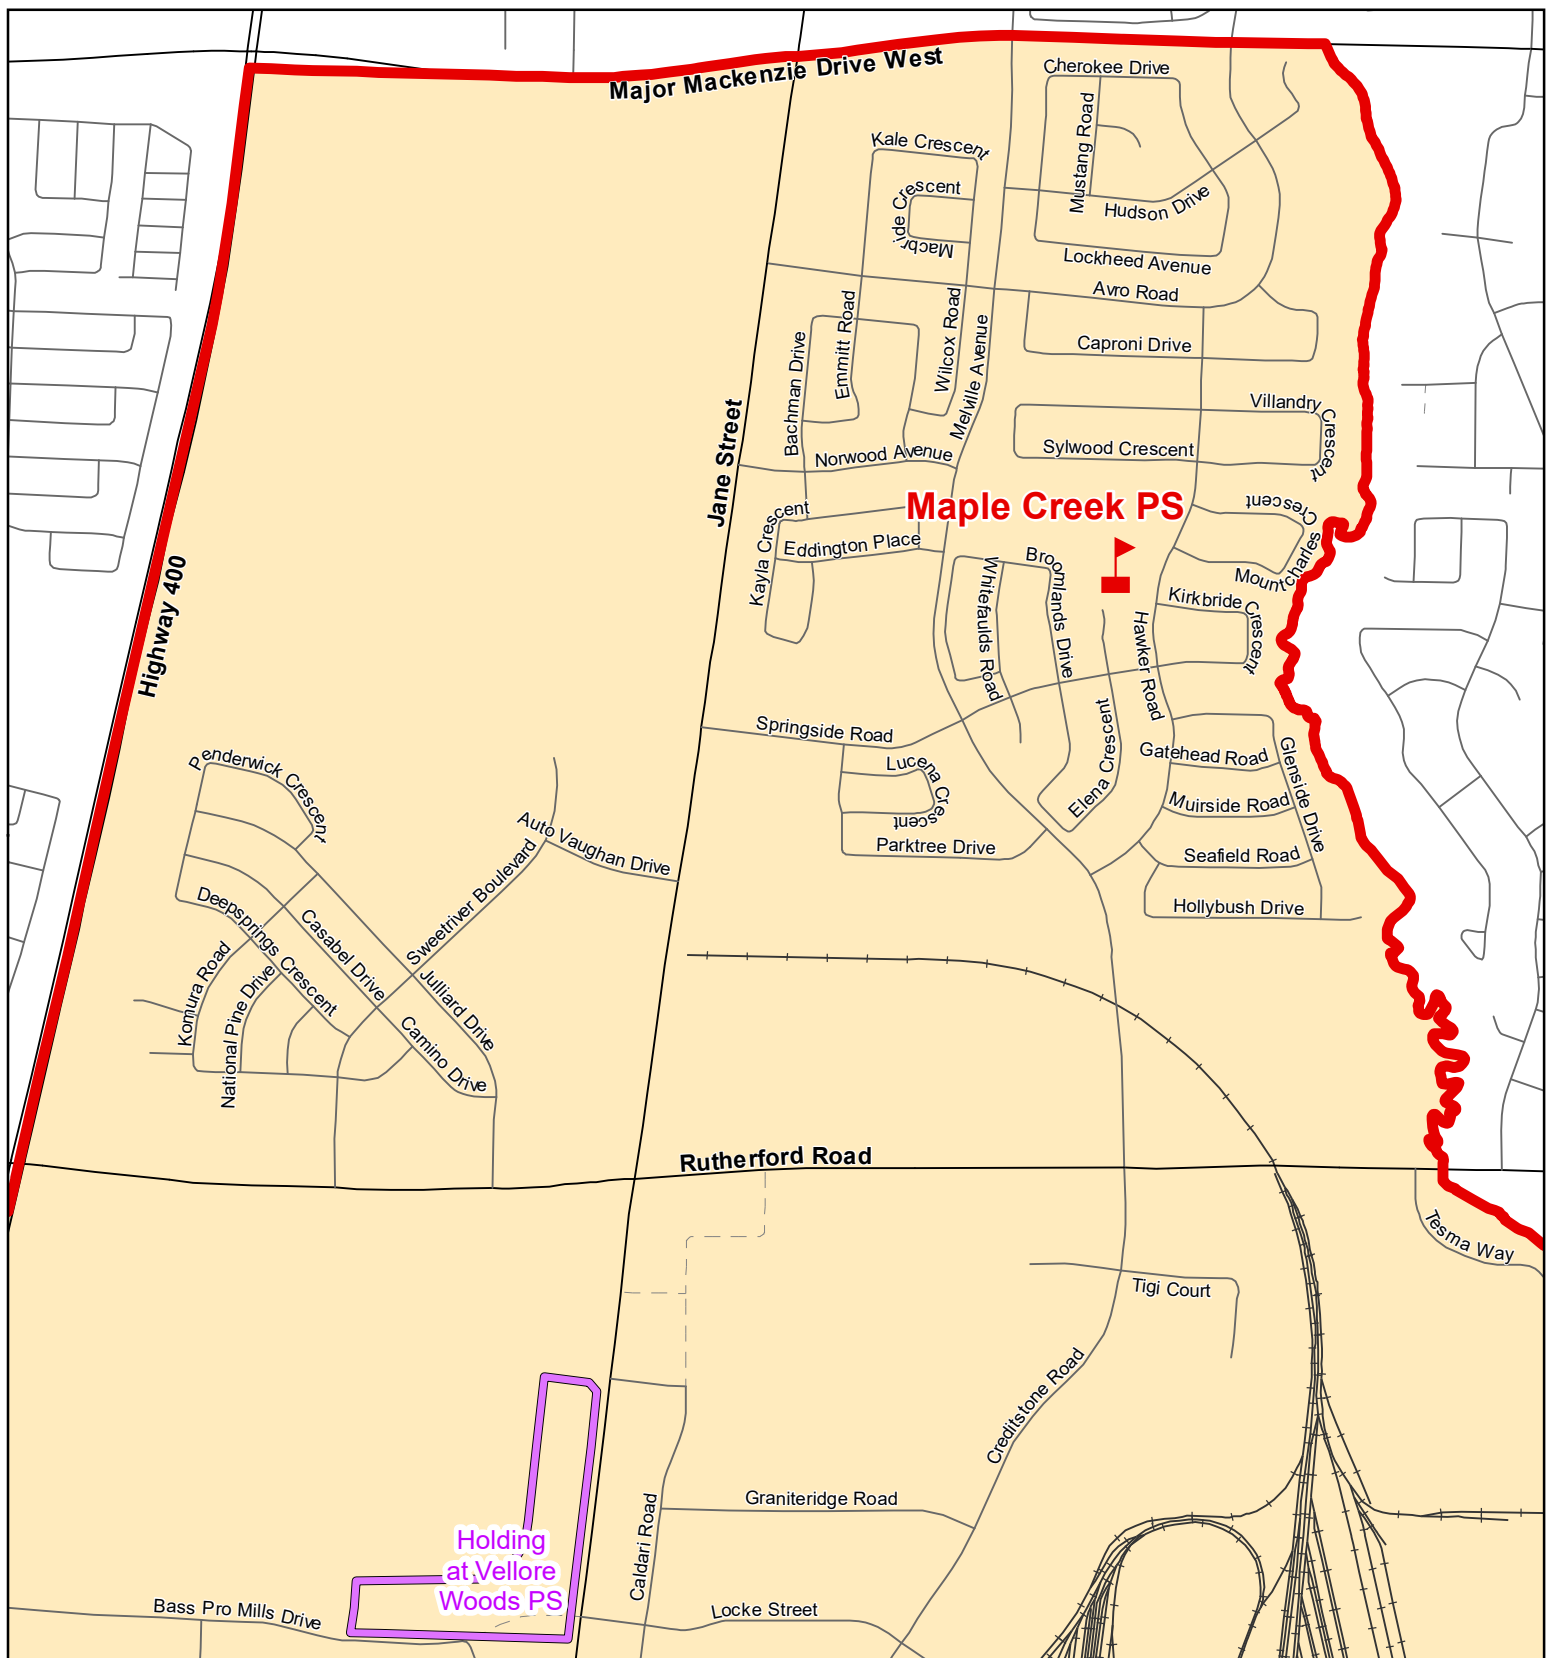 Major Mackenzie Drive West
Cherokee Drive
Mustang Road
Kale Crescent
Macbride Crescent
Hudson Drive
Lockheed Avenue
Avro Road
Emmitt Road
Wilcox Road
Melville Avenue
Bachman Drive
Caproni Drive
Villandry Crescent
Jane Street
Norwood Avenue
Sylwood Crescent
Maple Creek PS
Kayla Crescent
Eddington Place
Mountcharles Crescent
Highway 400
Whitefaulds Road
Broomlands Drive
Kirkbride Crescent
Hawker Road
Springside Road
Elena Crescent
Gatehead Road
Glenside Drive
Penderwick Crescent
Lucena Crescent
Muirside Road
Auto Vaughan Drive
Parktree Drive
Seafield Road
Sweetriver Boulevard
Deepsprings Crescent
Casabel Drive
Hollybush Drive
Komura Road
National Pine Drive
Julliard Drive
Camino Drive
Rutherford Road
Tesma Way
Tigi Court
Creditstone Road
Graniteridge Road
Caldari Road
Holding
at Vellore
Woods PS
Bass Pro Mills Drive
Locke Street